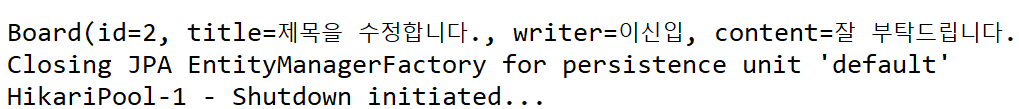 Board(id=2, title=제목을 수정합니다., writer=이신입, content=잘 부탁드립니다.
Closing JPA EntityManagerFactory for persistence unit 'default'
HikariPool-1 - Shutdown initiated...